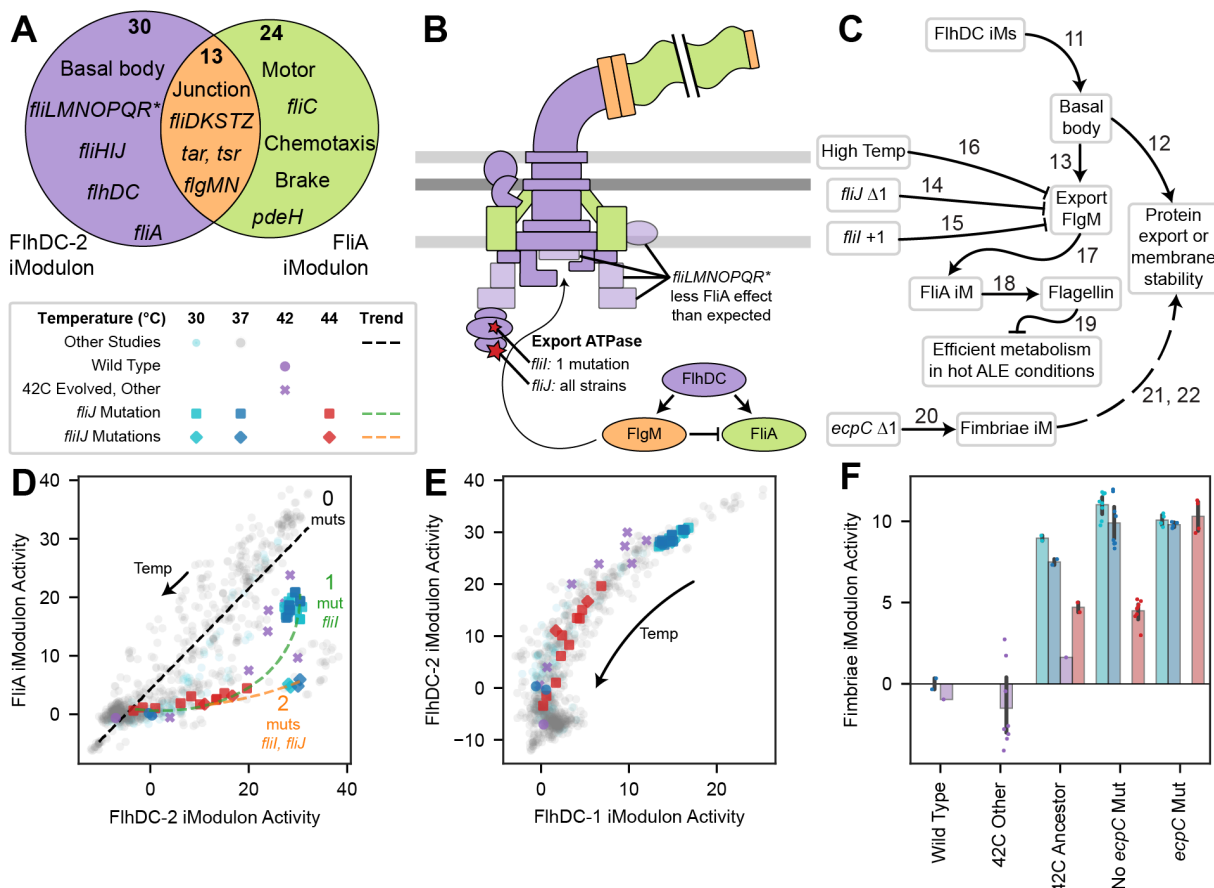 A
30
24
13
Basal body
Motor
Junction
fliLMNOPQR*
fliC
fliDKSTZ
fliHIJ
Chemotaxis
tar, tsr
flhDC
Brake
flgMN
fliA
pdeH
FlhDC-2
iModulon
FliA
iModulon
Temperature (°C) 30 37 42 44 Trend
Other Studies
Wild Type
42C Evolved, Other
fliJ Mutation
fliIJ Mutations
B
fliLMNOPQR*
less FliA effect
than expected
Export ATPase
fliI: 1 mutation
fliJ: all strains
FlhDC
FlgM
FliA
C
FlhDC iMs
11
Basal
body
12
High Temp
16
13
fliJ Δ1
14
Export
FlgM
fliI +1
15
Protein
export or
membrane
stability
17
FliA iM
18
Flagellin
19
Efficient metabolism
in hot ALE conditions
21, 22
ecpC Δ1
20
Fimbriae iM
D
FliA iModulon Activity
40
30
20
10
0
0
muts
Temp
1
mut
fliI
2
muts
fliI, fliJ
0 20 40
FlhDC-2 iModulon Activity
E
FlhDC-2 iModulon Activity
40
30
20
10
0
−10
Temp
0 10 20
FlhDC-1 iModulon Activity
F
Fimbriae iModulon Activity
10
5
0
Wild Type
42C Other
42C Ancestor
No ecpC Mut
ecpC Mut